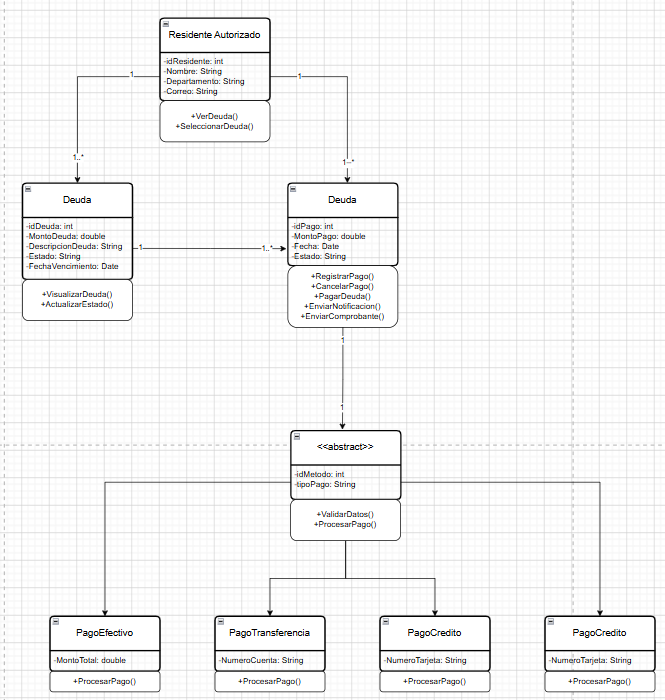 Residente Autorizado
-idResidente: int
-Nombre: String
-Departamento: String
-Correo: String
+VerDeuda()
+SeleccionarDeuda()
1
1
1..*
1--*
Deuda
-idDeuda: int
-MontoDeuda: double
-DescripcionDeuda: String
-Estado: String
-FechaVencimiento: Date
+VisualizarDeuda()
+ActualizarEstado()
1
1..*
Deuda
-idPago: int
-MontoPago: double
-Fecha: Date
-Estado: String
+RegistrarPago()
+CancelarPago()
+PagarDeuda()
+EnviarNotificacion()
+EnviarComprobante()
1
1
<<abstract>>
-idMetodo: int
-tipoPago: String
+ValidarDatos()
+ProcesarPago()
PagoEfectivo
-MontoTotal: double
+ProcesarPago()
PagoTransferencia
-NumeroCuenta: String
+ProcesarPago()
PagoCredito
-NumeroTarjeta: String
+ProcesarPago()
PagoCredito
-NumeroTarjeta: String
+ProcesarPago()